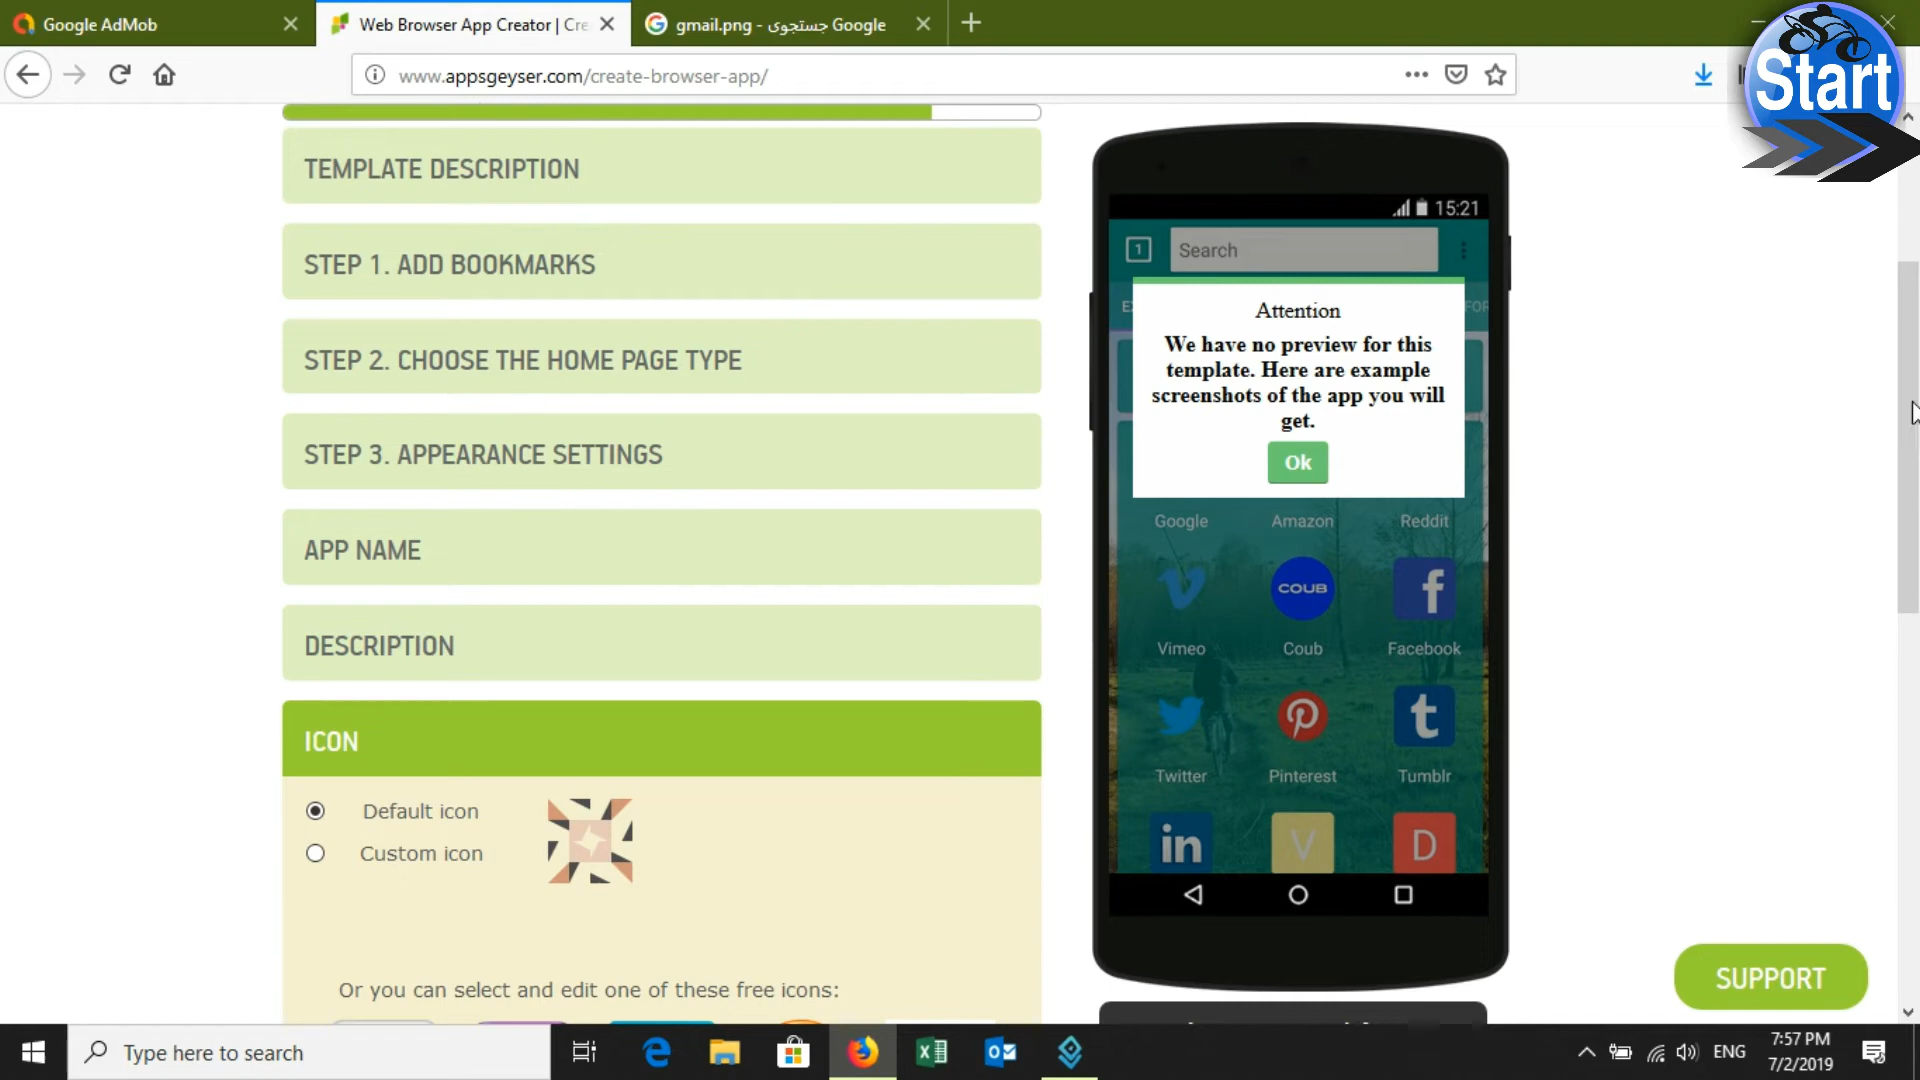 Google AdMob
Web Browser App Creator | Cre
gmail.png - جستجوی Google
www.appsgeyser.com/create-browser-app/
Start
TEMPLATE DESCRIPTION
STEP 1. ADD BOOKMARKS
STEP 2. CHOOSE THE HOME PAGE TYPE
STEP 3. APPEARANCE SETTINGS
APP NAME
DESCRIPTION
ICON
Default icon
Custom icon
Or you can select and edit one of these free icons:
15:21
1
Search
Attention
We have no preview for this
template. Here are example
screenshots of the app you will
get.
Ok
Google Amazon Reddit
COUB
Vimeo Coub Facebook
Twitter Pinterest Tumblr
in V D
SUPPORT
Type here to search
ENG
7:57 PM
7/2/2019